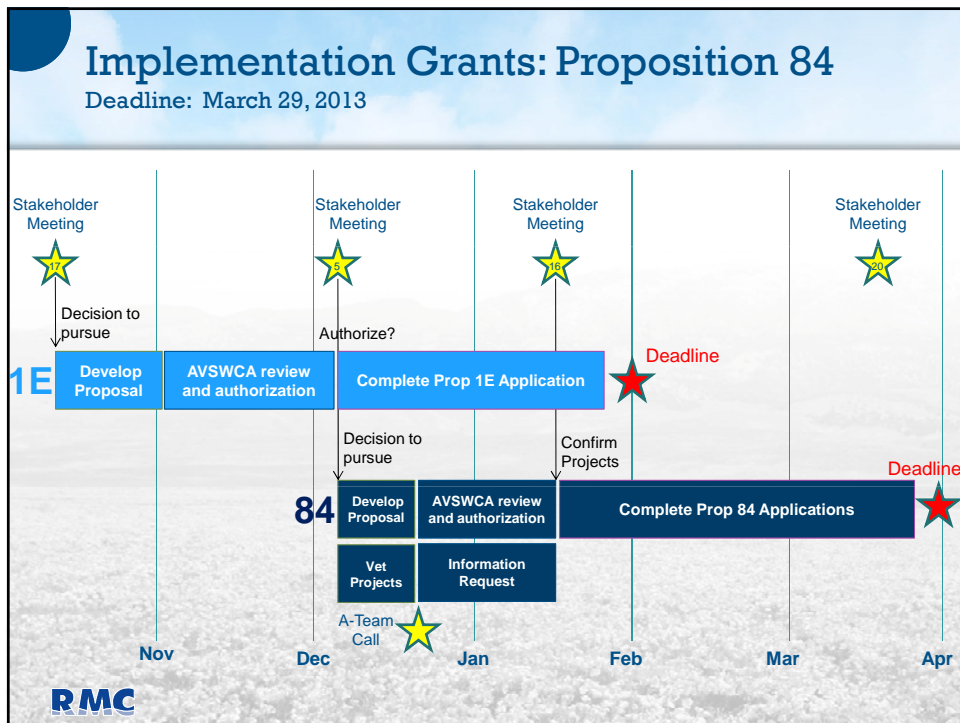 Implementation Grants: Proposition 84
Deadline: March 29, 2013
Stakeholder
Meeting
Stakeholder
Meeting
Stakeholder
Meeting
Stakeholder
Meeting
17
5
16
20
Decision to
pursue
Authorize?
Deadline
1E
Develop
Proposal
AVSWCA review
and authorization
Complete Prop 1E Application
Decision to
pursue
Confirm
Projects
Deadline
84
Develop
Proposal
AVSWCA review
and authorization
Complete Prop 84 Applications
Vet
Projects
Information
Request
A-Team
Call
Nov
Dec
Jan
Feb
Mar
Apr
RMC